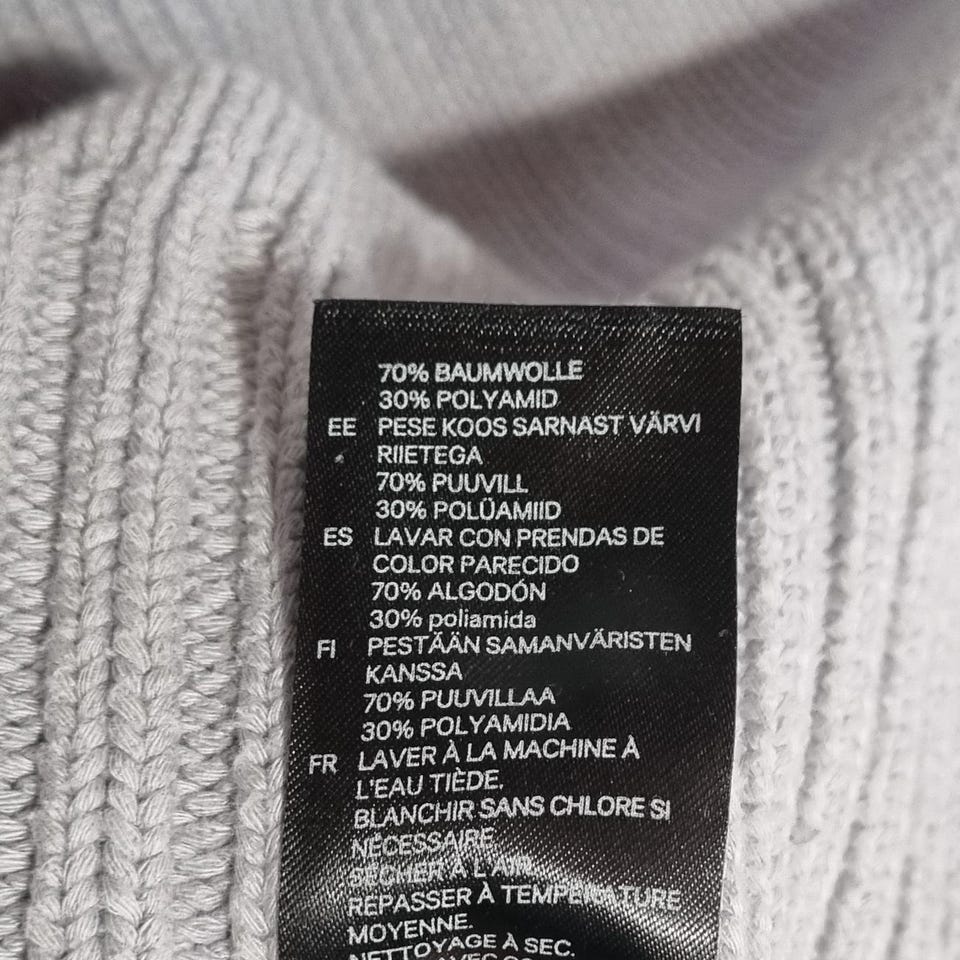 70% BAUMWOLLE
30% POLYAMID
EE PESE KOOS SARNAST VÄRVI
RIIETEGA
70% PUUVILL
30% POLÜAMIID
ES LAVAR CON PRENDAS DE
COLOR PARECIDO
70% ALGODÓN
30% poliamida
FI PESTÄÄN SAMANVÄRISTEN
KANSSA
70% PUUVILLAA
30% POLYAMIDIA
FR LAVER À LA MACHINE À
L'EAU TIÈDE.
BLANCHIR SANS CHLORE SI
NÉCESSAIRE
SÉCHER À L'AIR.
REPASSER À TEMPÉRATURE
MOYENNE.
NETTOYAGE À SEC.
AVEC